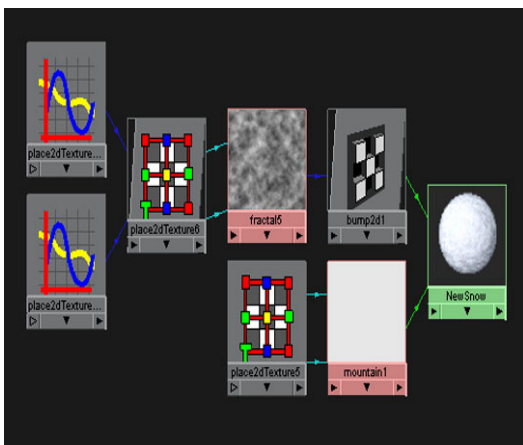 place2dTexture...
place2dTexture6
fractal5
bump2d1
place2dTexture...
place2dTexture5
mountain1
NewSnow